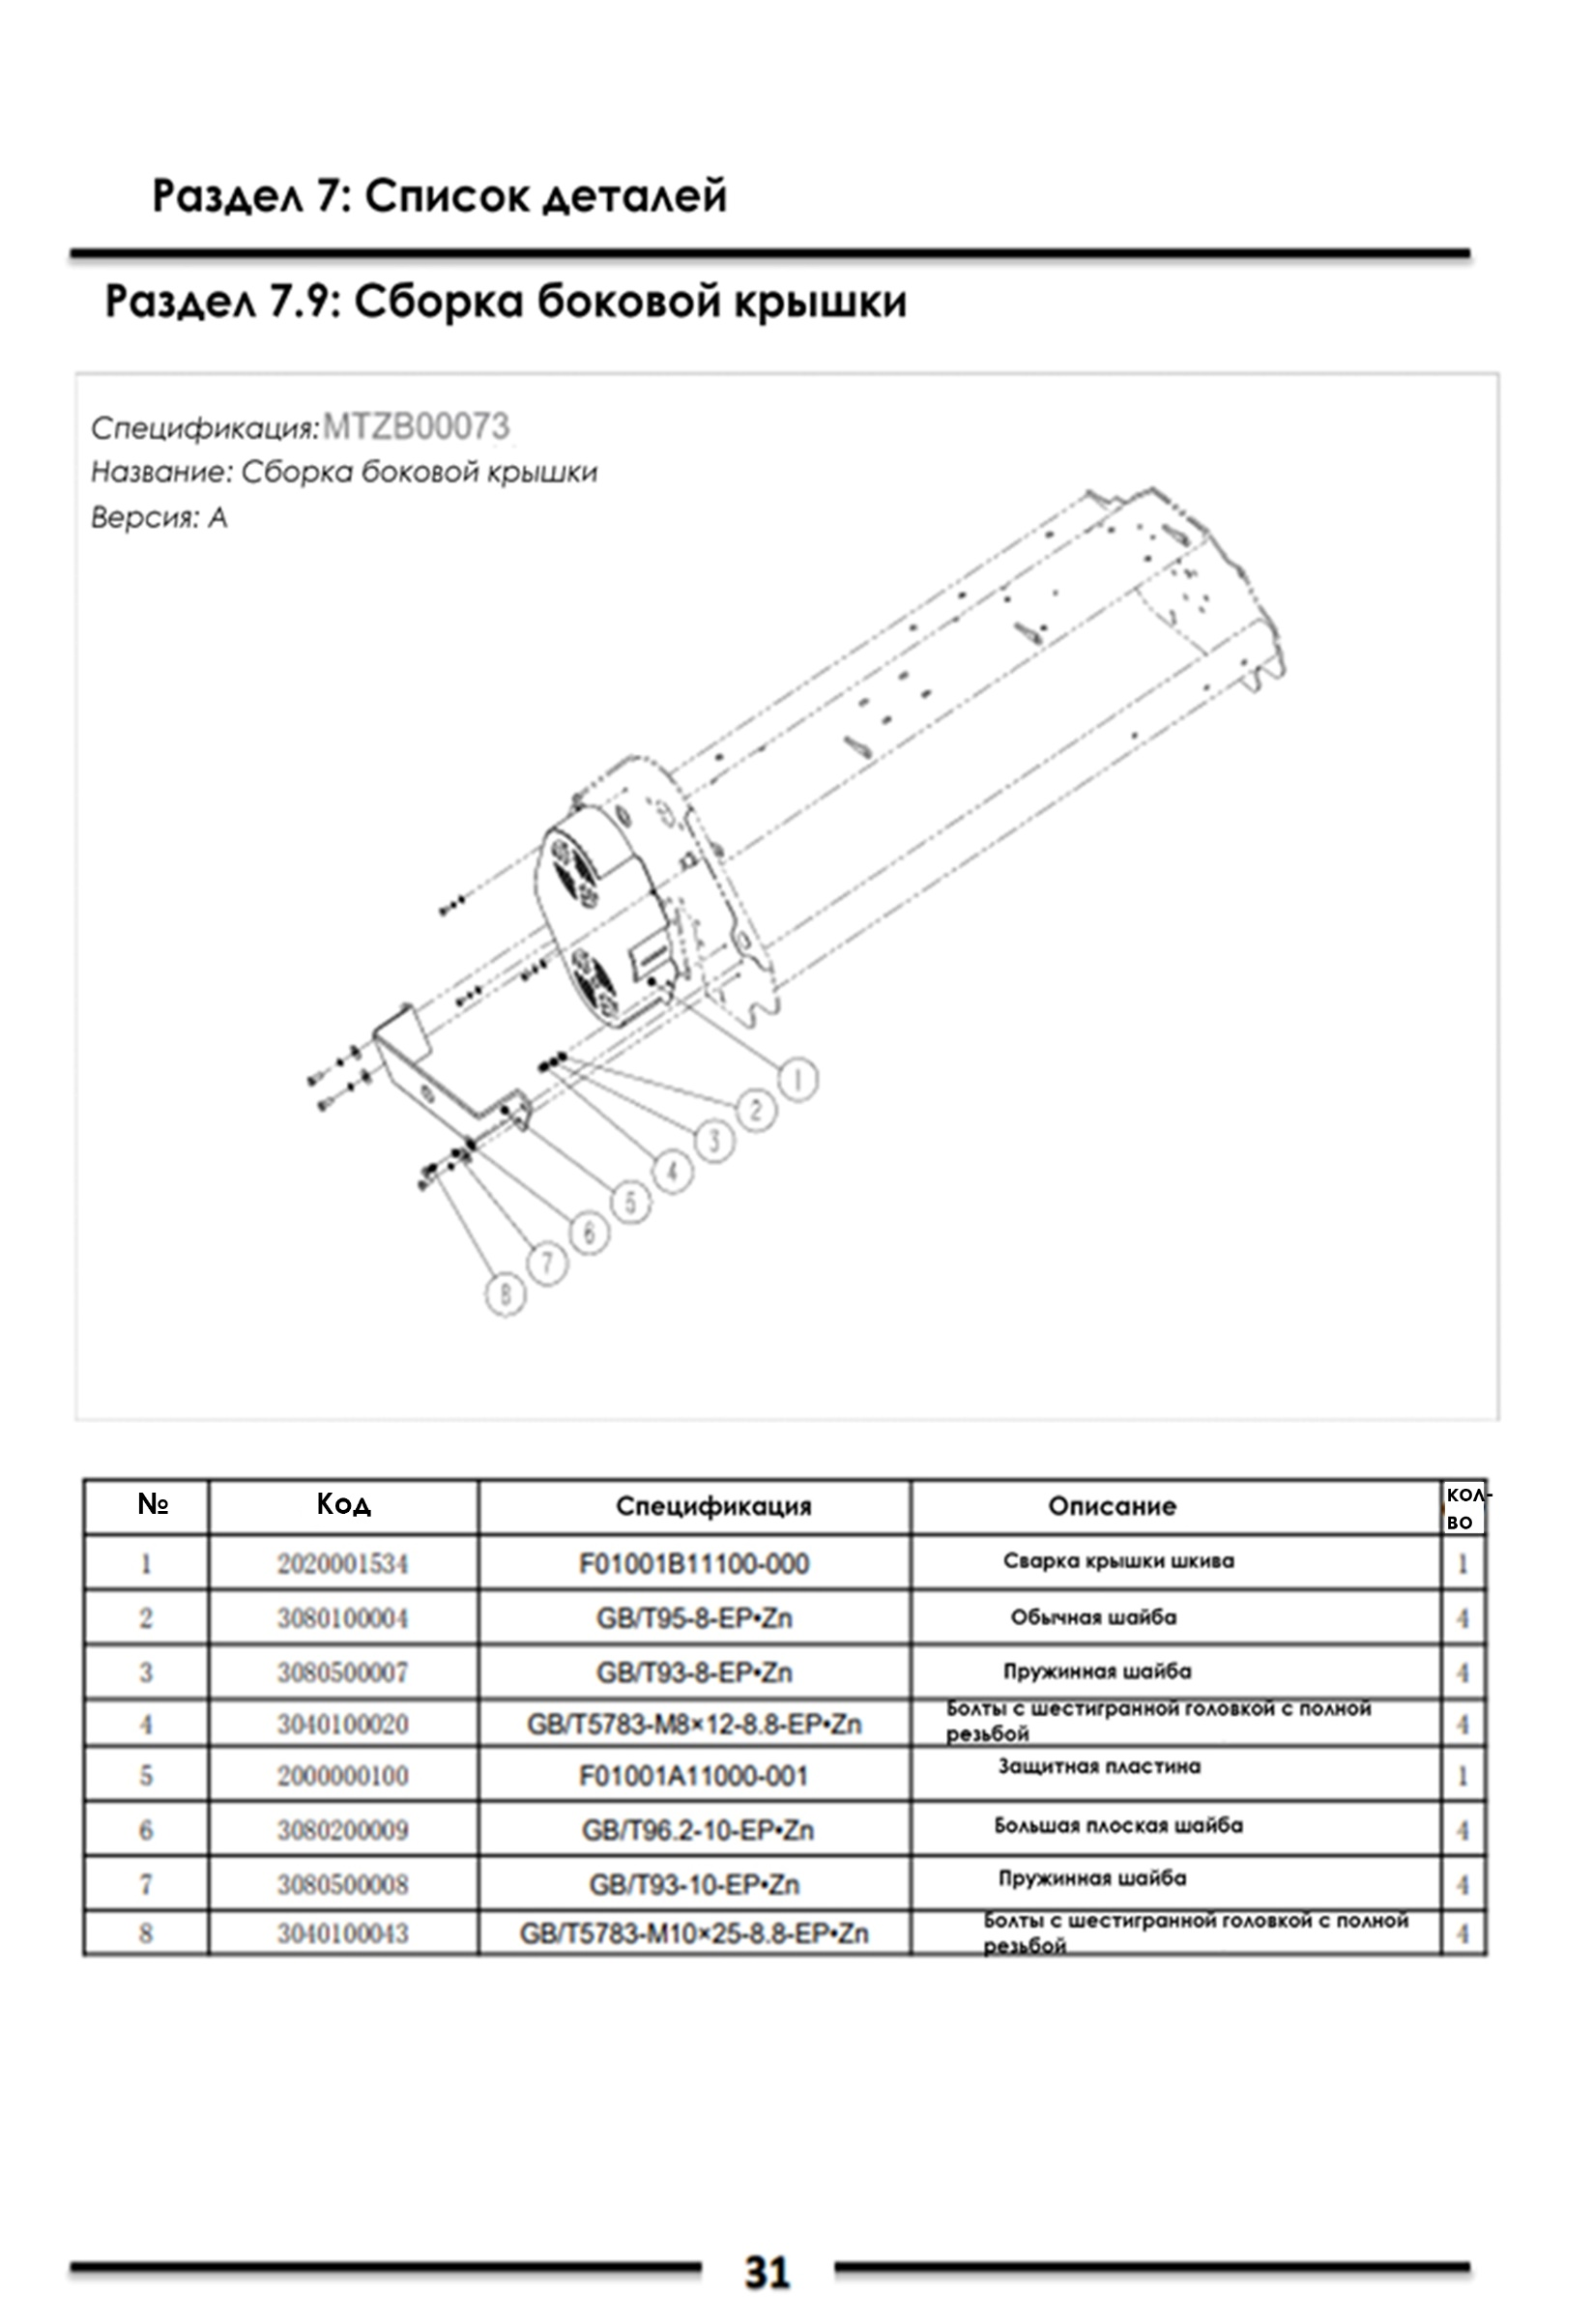 Раздел 7: Список деталей
Раздел 7.9: Сборка боковой крышки
Спецификация: MTZB00073
Название: Сборка боковой крышки
Версия: А
1
2
3
4
5
6
7
8
№ Код Спецификация Описание кол-
во
1 2020001534 F01001B11100-000 Сварка крышки шкива 1
2 3080100004 GB/T95-8-EP•Zn Обычная шайба 4
3 3080500007 GB/T93-8-EP•Zn Пружинная шайба 4
4 3040100020 GB/T5783-M8×12-8.8-EP•Zn Болты с шестигранной головкой с полной
резьбой 4
5 2000000100 F01001A11000-001 Защитная пластина 1
6 3080200009 GB/T96.2-10-EP•Zn Большая плоская шайба 4
7 3080500008 GB/T93-10-EP•Zn Пружинная шайба 4
8 3040100043 GB/T5783-M10×25-8.8-EP•Zn Болты с шестигранной головкой с полной
резьбой 4
31